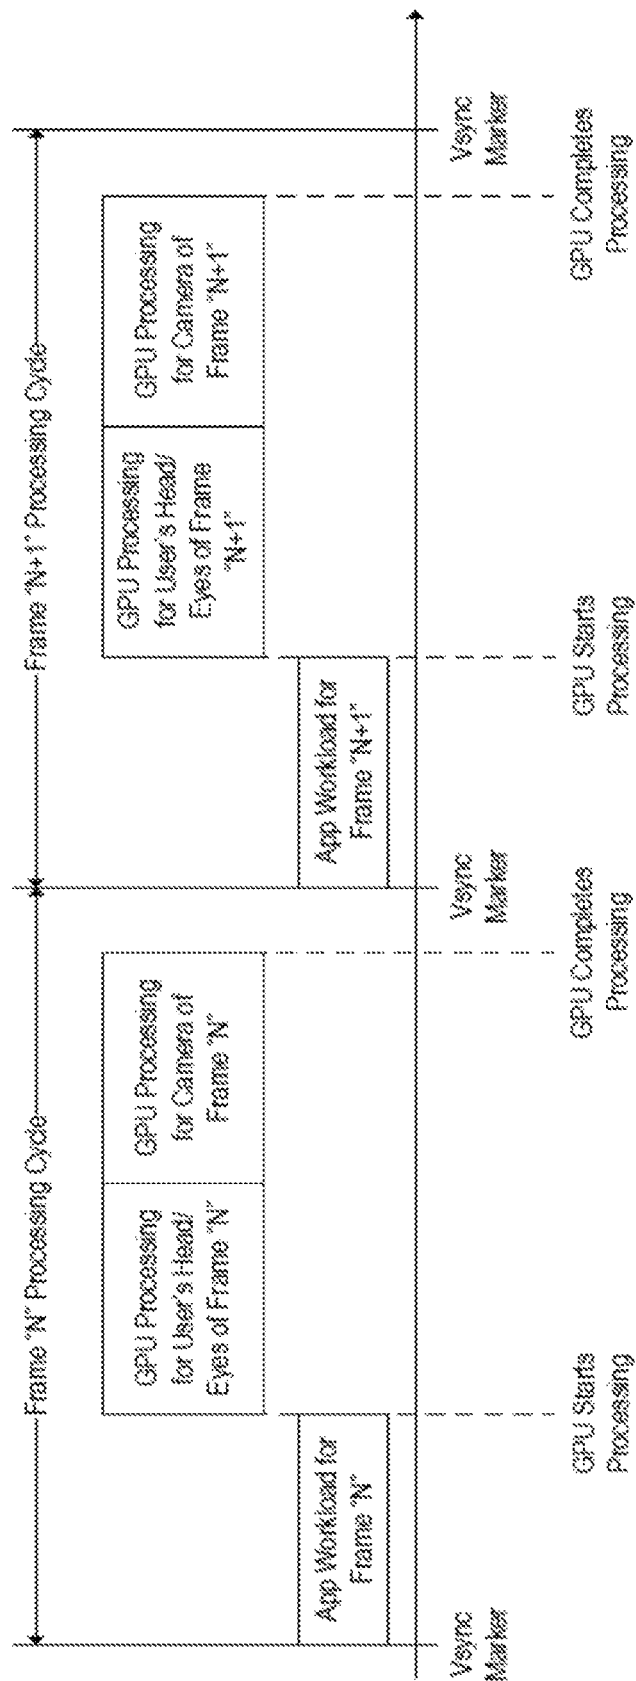 Frame "N" Processing Cycle
Frame "N+1" Processing Cycle
GPU Processing
for User's Head/
Eyes of Frame "N"
GPU Processing
for Camera of
Frame "N"
GPU Processing
for User's Head/
Eyes of Frame
"N+1"
GPU Processing
for Camera of
Frame "N+1"
App Workload for
Frame "N"
App Workload for
Frame "N+1"
Vsync
Marker
Vsync
Marker
Vsync
Marker
GPU Starts
Processing
GPU Completes
Processing
GPU Starts
Processing
GPU Completes
Processing